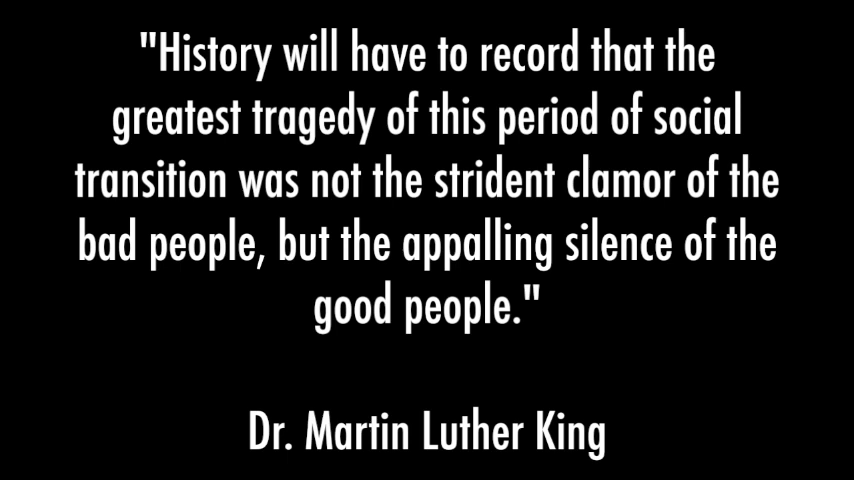 "History will have to record that the
greatest tragedy of this period of social
transition was not the strident clamor of the
bad people, but the appalling silence of the
good people."
Dr. Martin Luther King